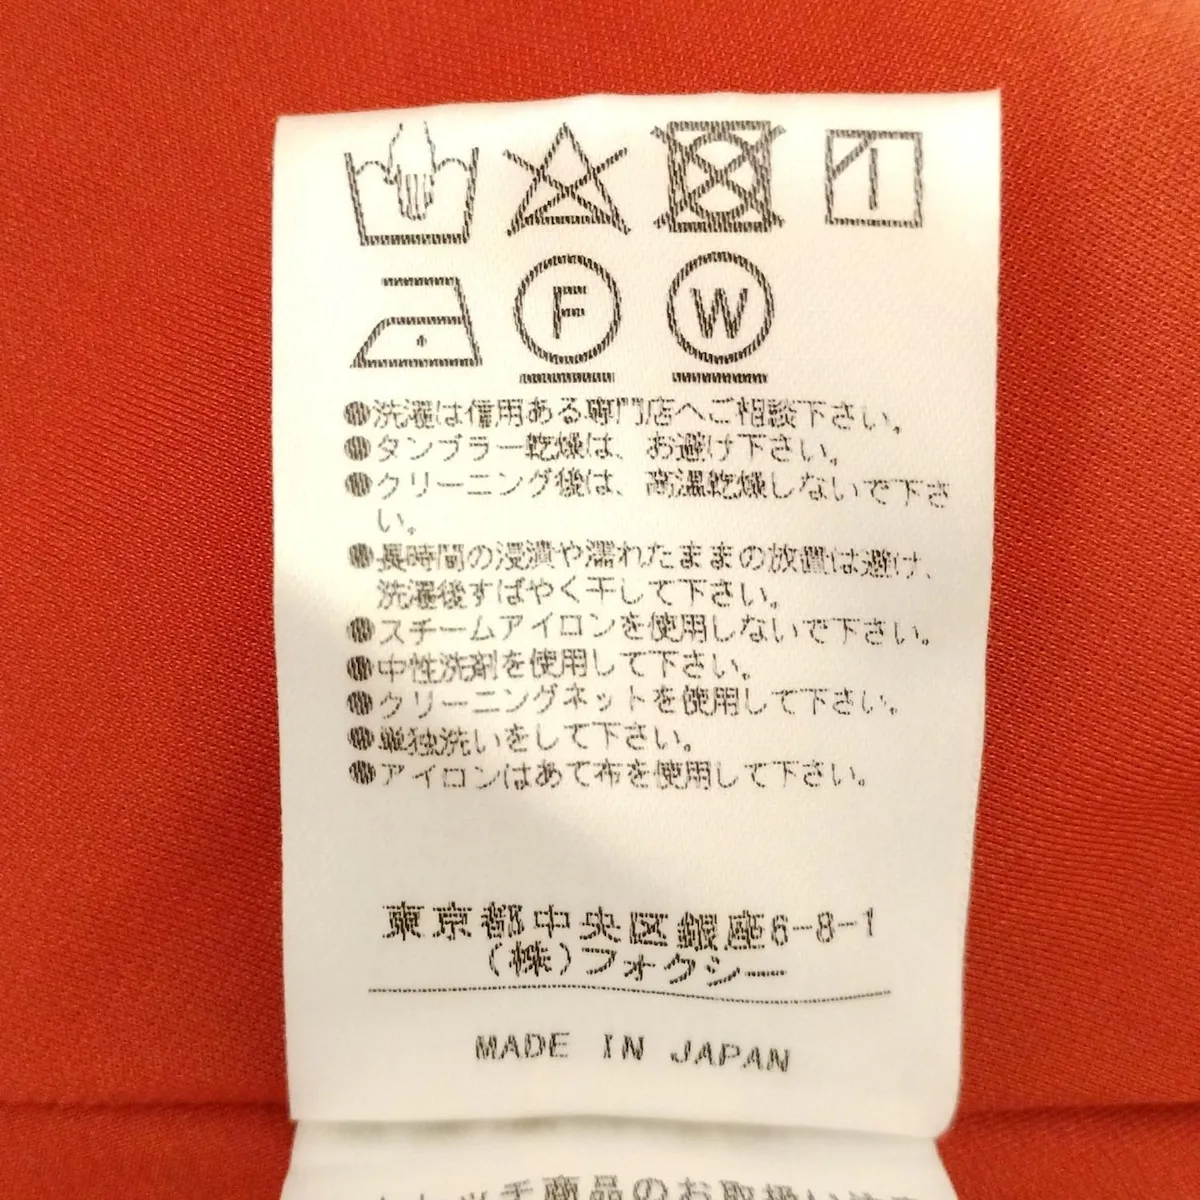 F
W
●洗濯は信用ある専門店へご相談下さい。
●タンブラー乾燥は、お避け下さい。
●クリーニング後は、高温乾燥しないで下さ
い。
●長時間の浸漬や濡れたままの放置は避け、
洗濯後すばやく干して下さい。
●スチームアイロンを使用しないで下さい。
●中性洗剤を使用して下さい。
●クリーニングネットを使用して下さい。
●単独洗いをして下さい。
●アイロンはあて布を使用して下さい。
東京都中央区銀座6-8-1
(株)フォクシー
MADE IN JAPAN
商品のお取扱い